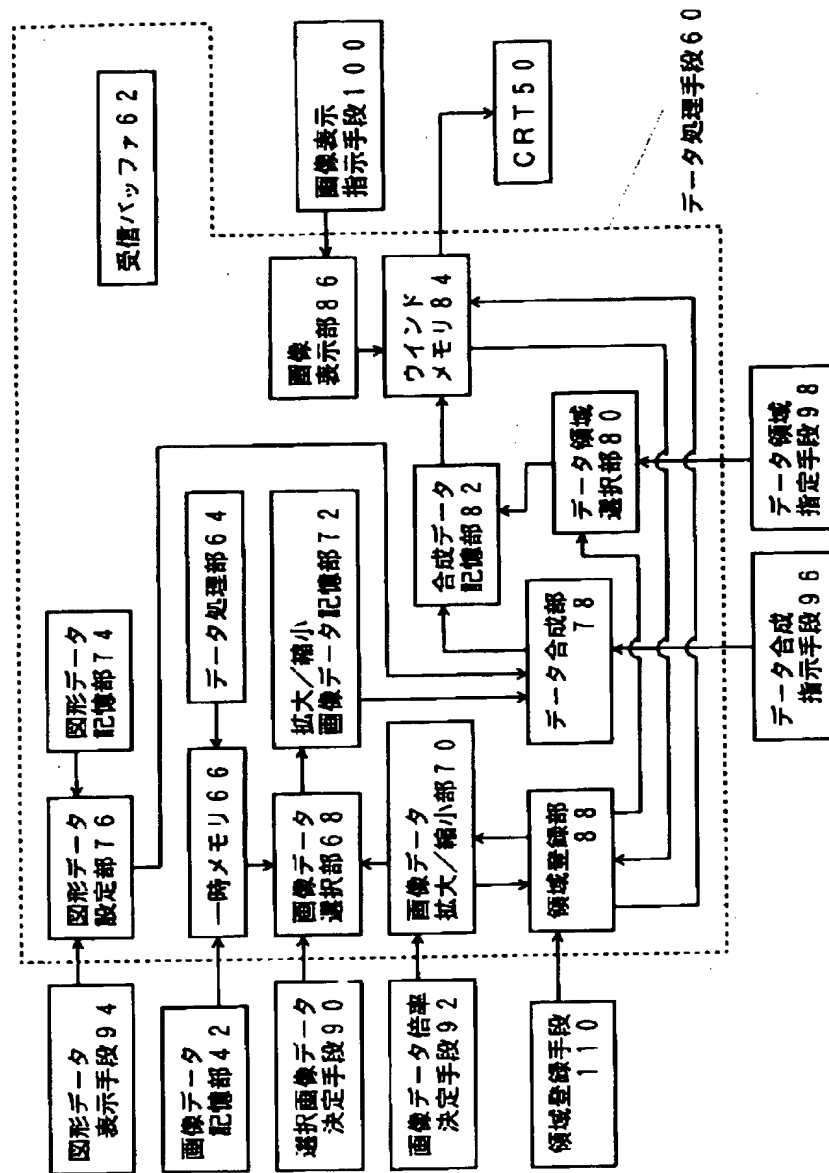 受信バッファ62
画像表示
指示手段100
CRT50
データ処理手段60
画像
表示部86
ウインド
メモリ84
図形データ
記憶部74
データ処理部64
拡大/縮小
画像データ記憶部72
合成データ
記憶部82
データ領域
選択部80
データ領域
指定手段98
図形データ
設定部76
一時メモリ66
画像データ
選択部68
画像データ
拡大/縮小部70
データ合成部
78
領域登録部
88
データ合成
指示手段96
図形データ
表示手段94
画像データ
記憶部42
選択画像データ
決定手段90
画像データ倍率
決定手段92
領域登録手段
110